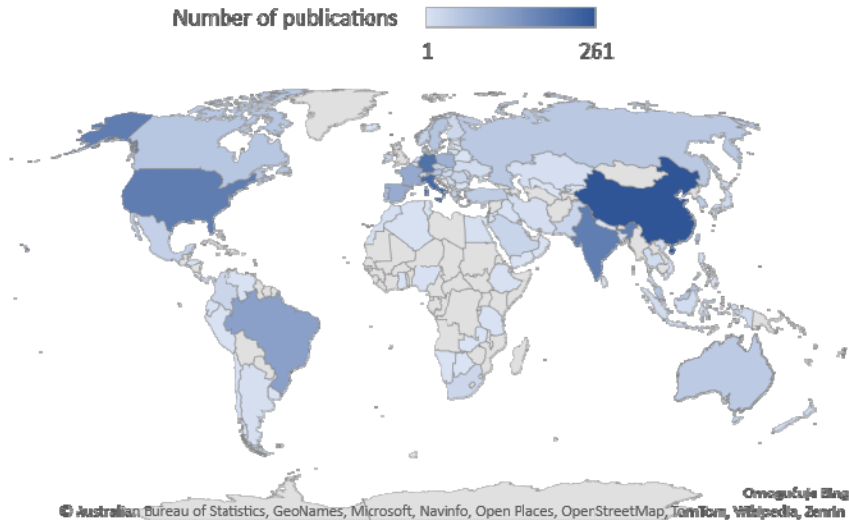 Number of publications
1 261
Omogućuje Bing
© Australian Bureau of Statistics, GeoNames, Microsoft, Navinfo, Open Places, OpenStreetMap, TomTom, Wikipedia, Zenrin